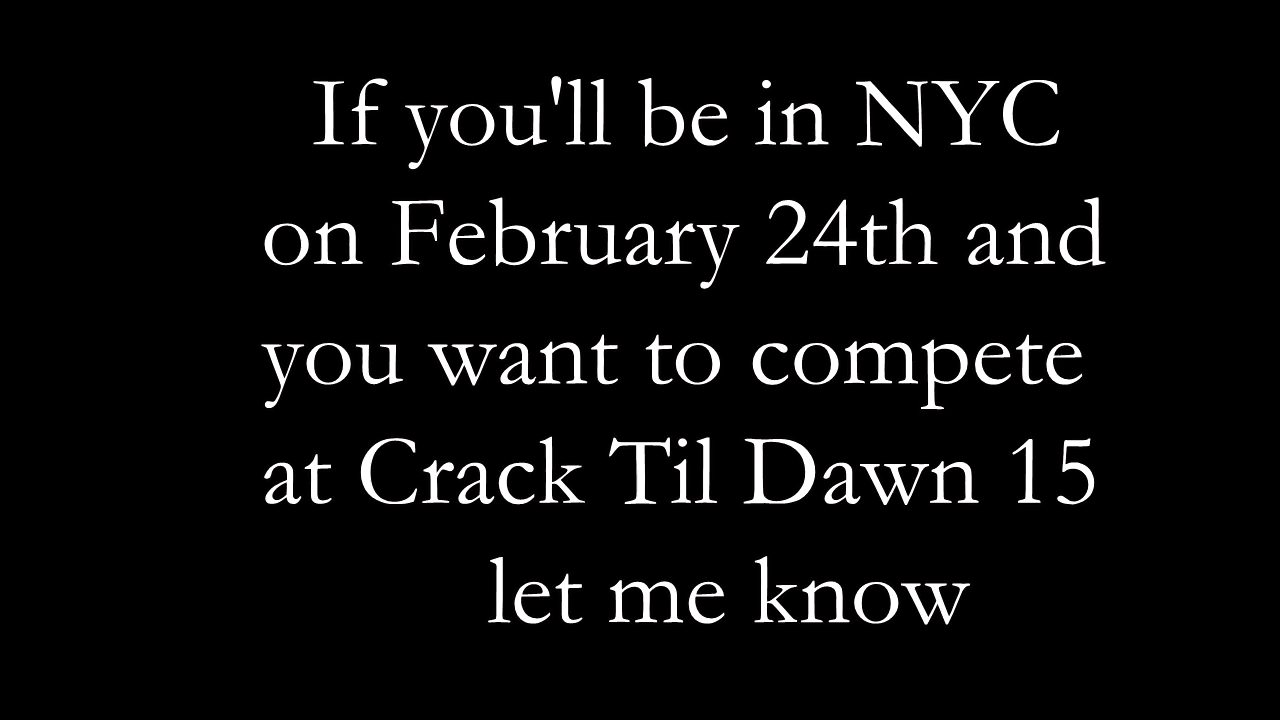 If you'll be in NYC
on February 24th and
you want to compete
at Crack Til Dawn 15
let me know